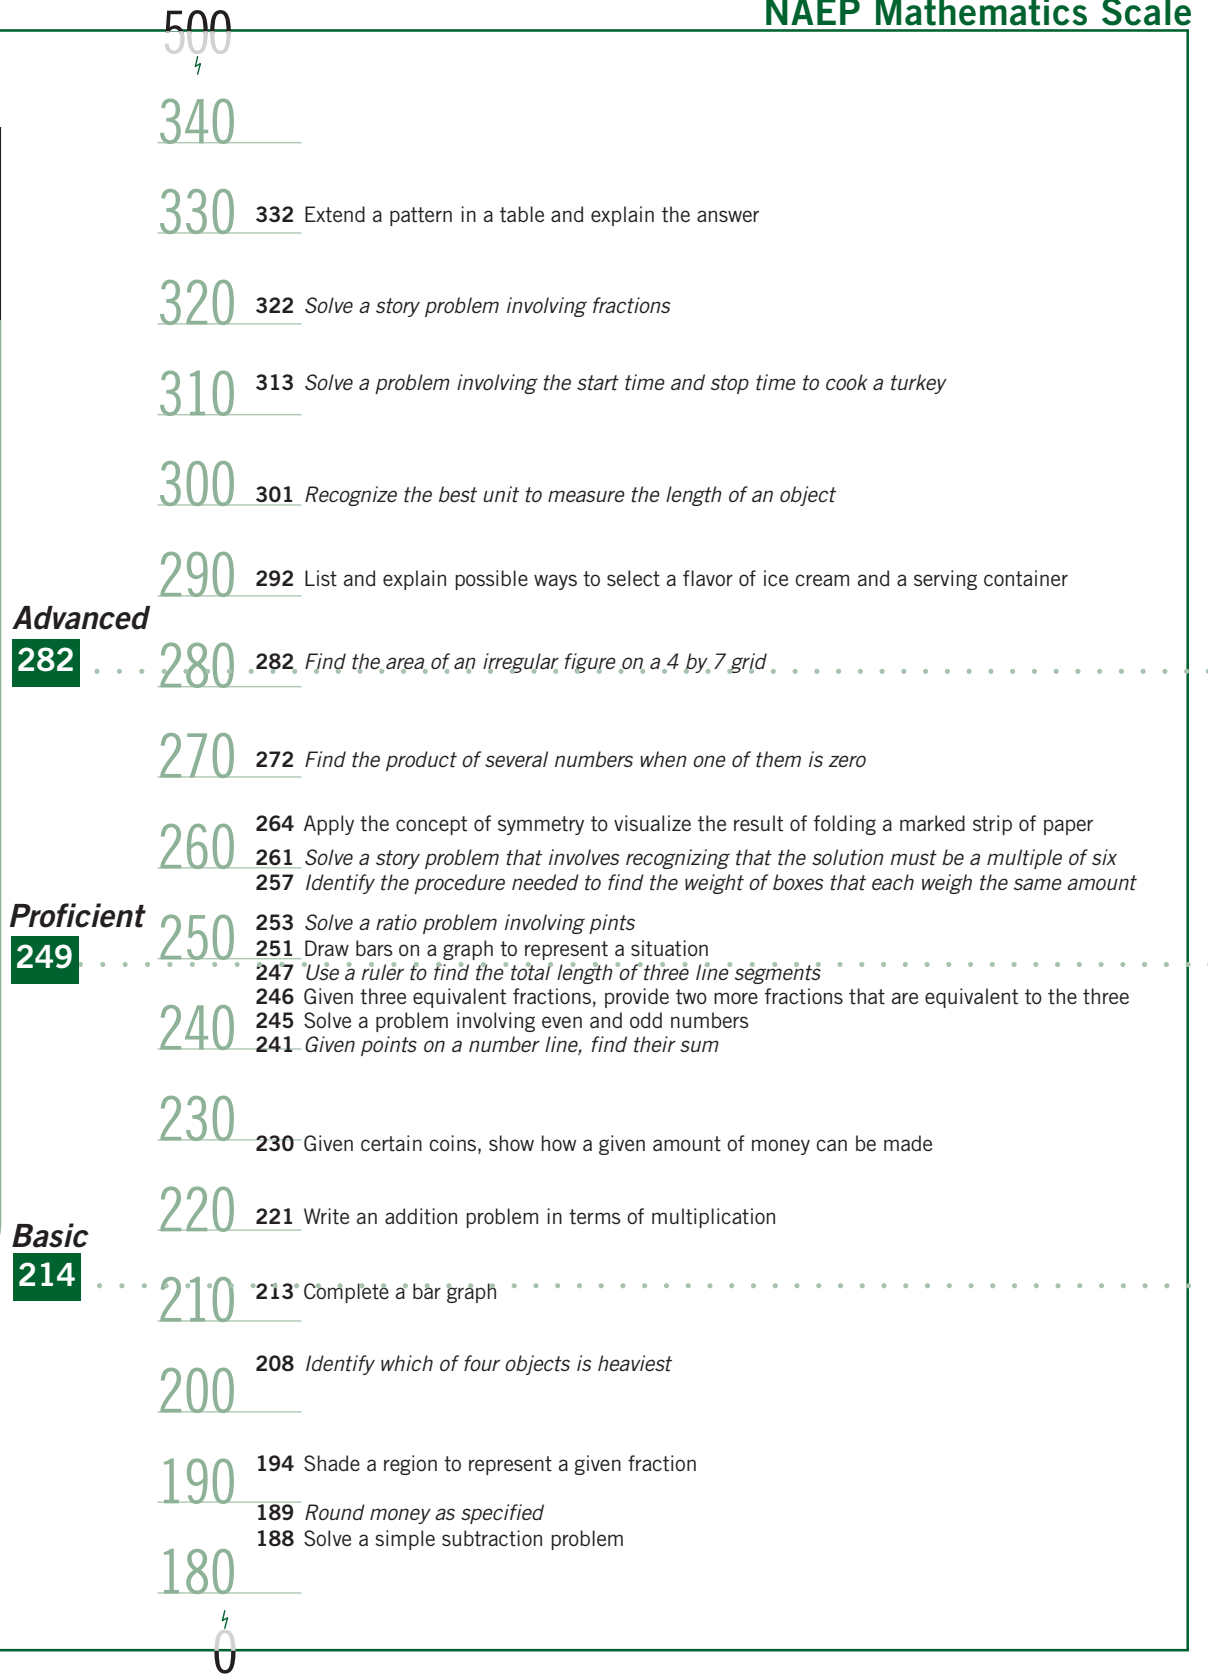 NAEP Mathematics Scale
500
340
330 332 Extend a pattern in a table and explain the answer
320 322 Solve a story problem involving fractions
310 313 Solve a problem involving the start time and stop time to cook a turkey
300 301 Recognize the best unit to measure the length of an object
290 292 List and explain possible ways to select a flavor of ice cream and a serving container
Advanced
282 280 282 Find the area of an irregular figure on a 4 by 7 grid
270 272 Find the product of several numbers when one of them is zero
264 Apply the concept of symmetry to visualize the result of folding a marked strip of paper
260 261 Solve a story problem that involves recognizing that the solution must be a multiple of six
257 Identify the procedure needed to find the weight of boxes that each weigh the same amount
Proficient
250 253 Solve a ratio problem involving pints
251 Draw bars on a graph to represent a situation
249
247 Use a ruler to find the total length of three line segments
246 Given three equivalent fractions, provide two more fractions that are equivalent to the three
240 245 Solve a problem involving even and odd numbers
241 Given points on a number line, find their sum
230
230 Given certain coins, show how a given amount of money can be made
220 221 Write an addition problem in terms of multiplication
Basic
214
210 213 Complete a bar graph
208 Identify which of four objects is heaviest
200
194 Shade a region to represent a given fraction
190
189 Round money as specified
188 Solve a simple subtraction problem
180
0